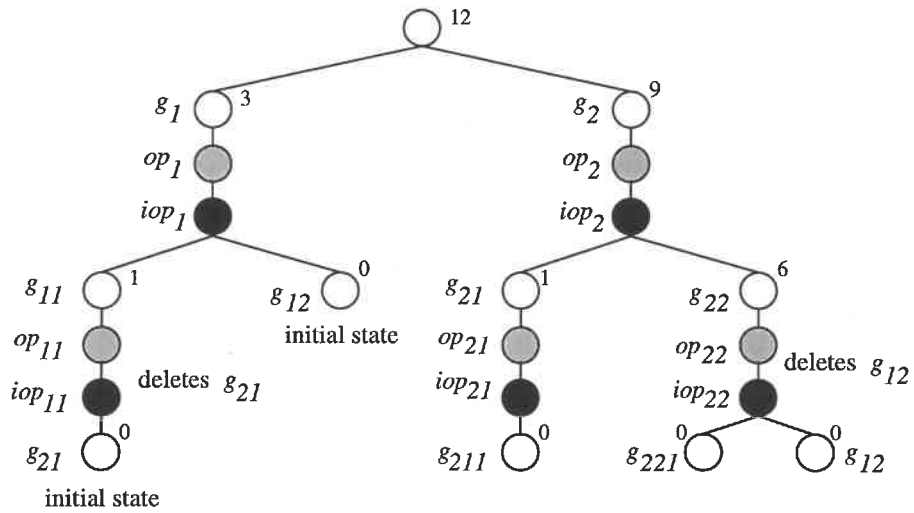 12
g1 3
g2 9
op1
op2
iop1
iop2
g11 1
g12 0
g21 1
g22 6
initial state
op11
op21
op22
deletes g21
deletes g12
iop11
iop21
iop22
g21 0
g211 0
g221 0
0 g12
initial state